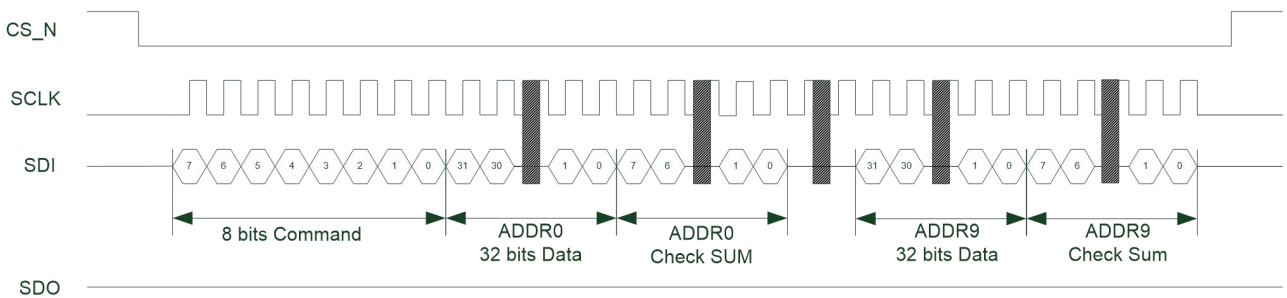 CS_N
SCLK
SDI
7 6 5 4 3 2 1 0 31 30 1 0 7 6 1 0 31 30 1 0 7 6 1 0
8 bits Command
ADDR0
32 bits Data
ADDR0
Check SUM
ADDR9
32 bits Data
ADDR9
Check Sum
SDO